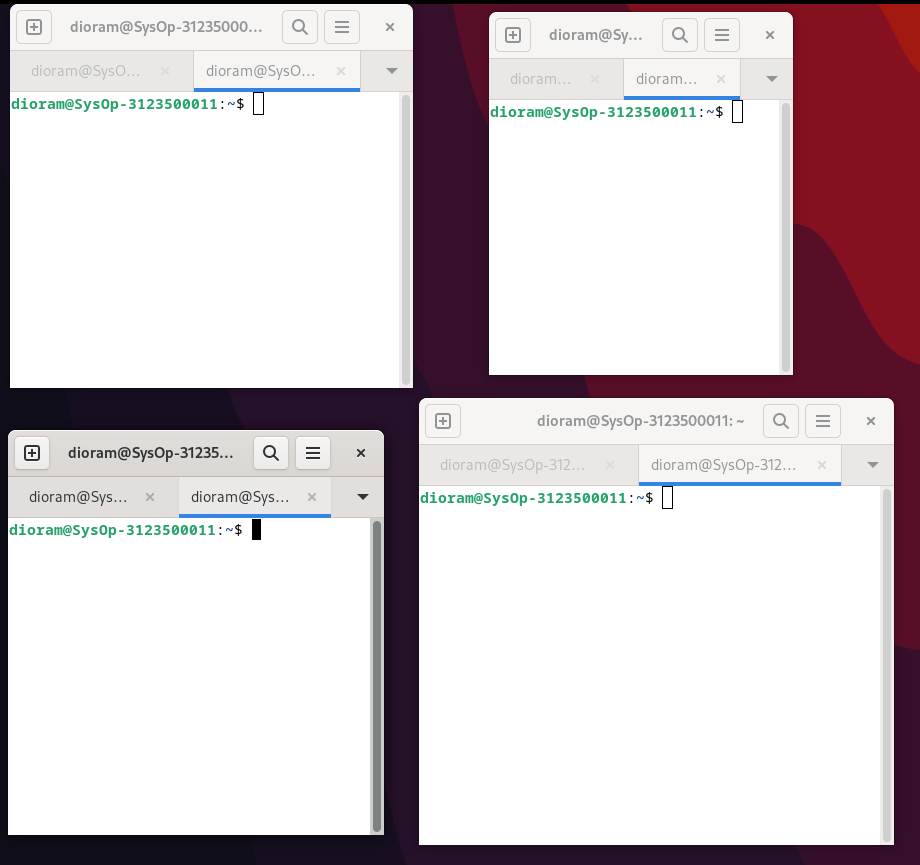 dioram@SysOp-31235000...
dioram@SysO... dioram@SysO...
dioram@SysOp-3123500011:~$
dioram@Sy...
dioram... dioram...
dioram@SysOp-3123500011:~$
dioram@SysOp-31235...
dioram@Sys... dioram@Sys...
dioram@SysOp-3123500011:~$
dioram@SysOp-3123500011: ~
dioram@SysOp-312... dioram@SysOp-312...
dioram@SysOp-3123500011:~$